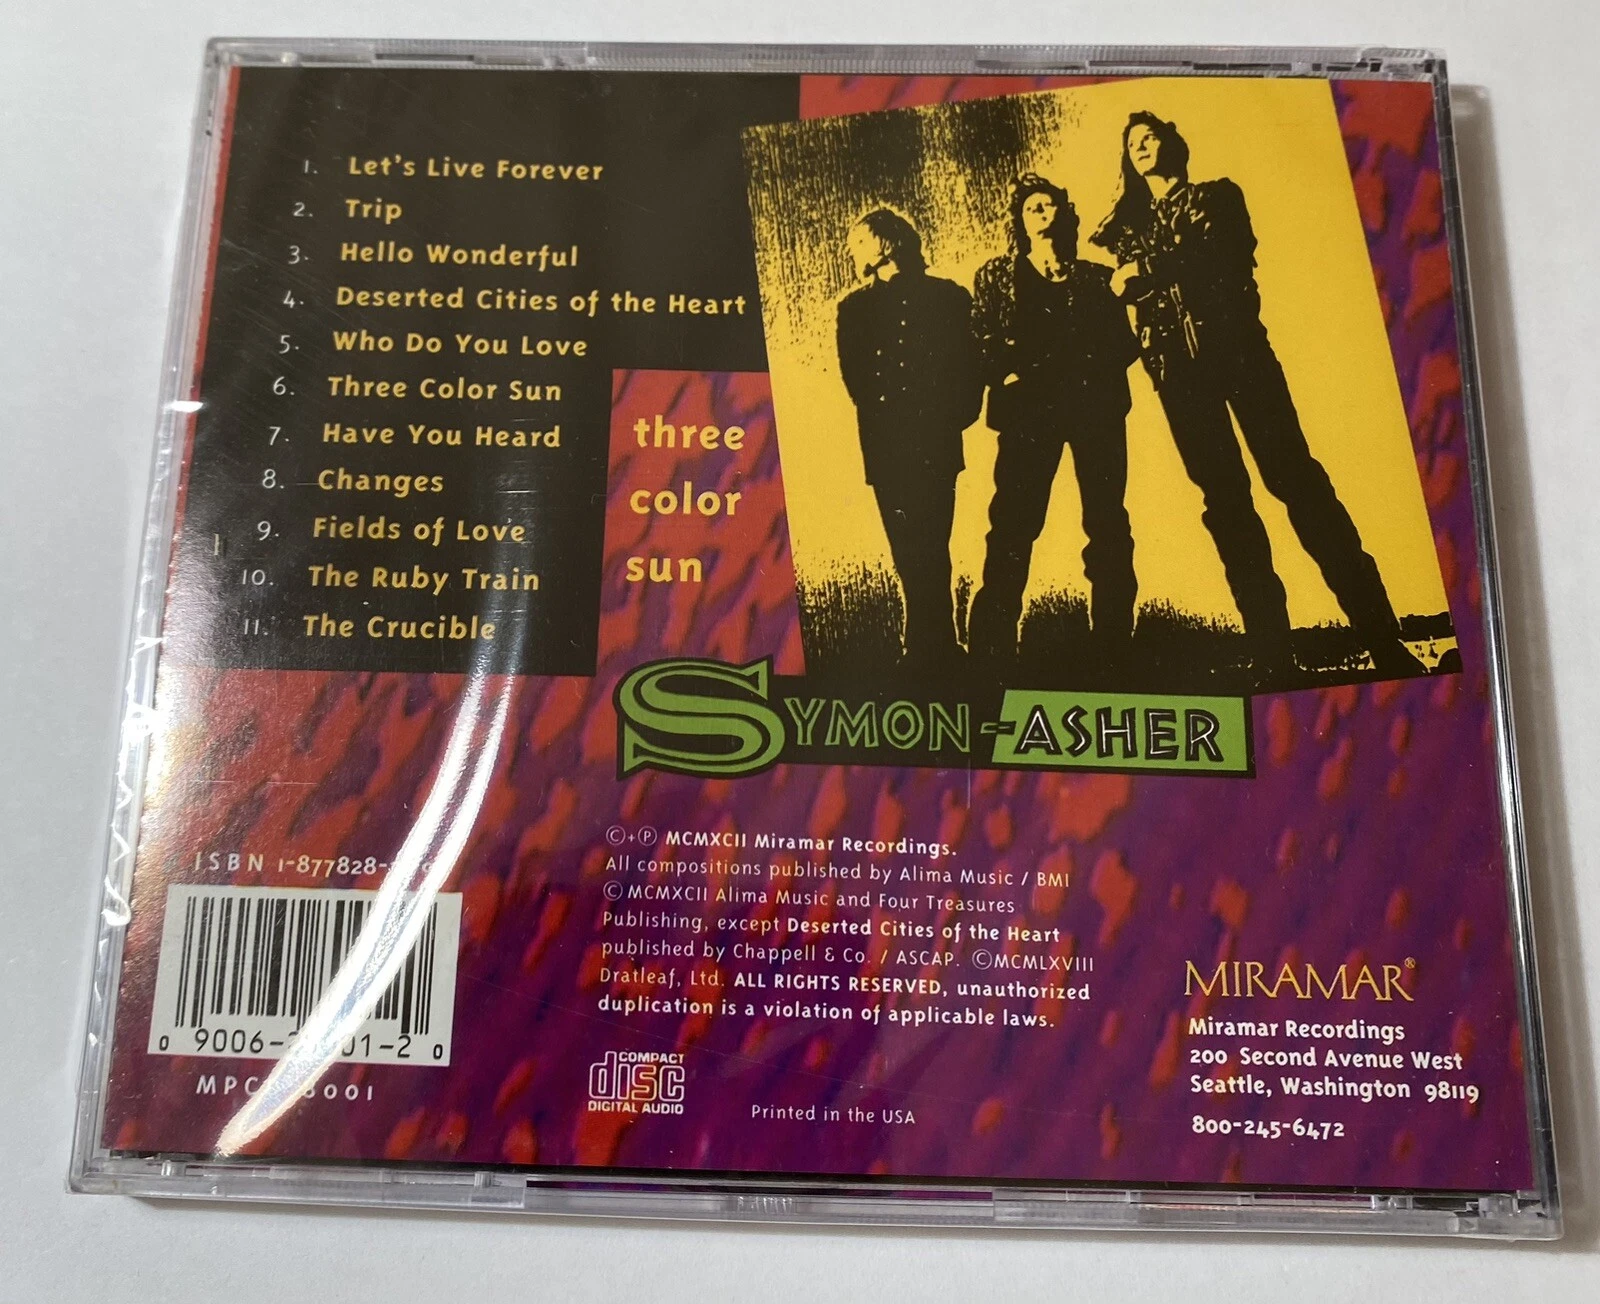 1. Let's Live Forever
2. Trip
3. Hello Wonderful
4. Deserted Cities of the Heart
5. Who Do You Love
6. Three Color Sun
7. Have You Heard
8. Changes
9. Fields of Love
10. The Ruby Train
11. The Crucible
three
color
sun
SYMON-ASHER
©+℗ MCMXCII Miramar Recordings.
All compositions published by Alima Music / BMI
© MCMXCII Alima Music and Four Treasures
Publishing, except Deserted Cities of the Heart
published by Chappell & Co. / ASCAP. ©MCMLXVIII
Dratleaf, Ltd. ALL RIGHTS RESERVED, unauthorized
duplication is a violation of applicable laws.
ISBN 1-877828-
0 9006- 01-2 0
MPC 8001
COMPACT
disc
DIGITAL AUDIO
Printed in the USA
MIRAMAR®
Miramar Recordings
200 Second Avenue West
Seattle, Washington 98119
800-245-6472